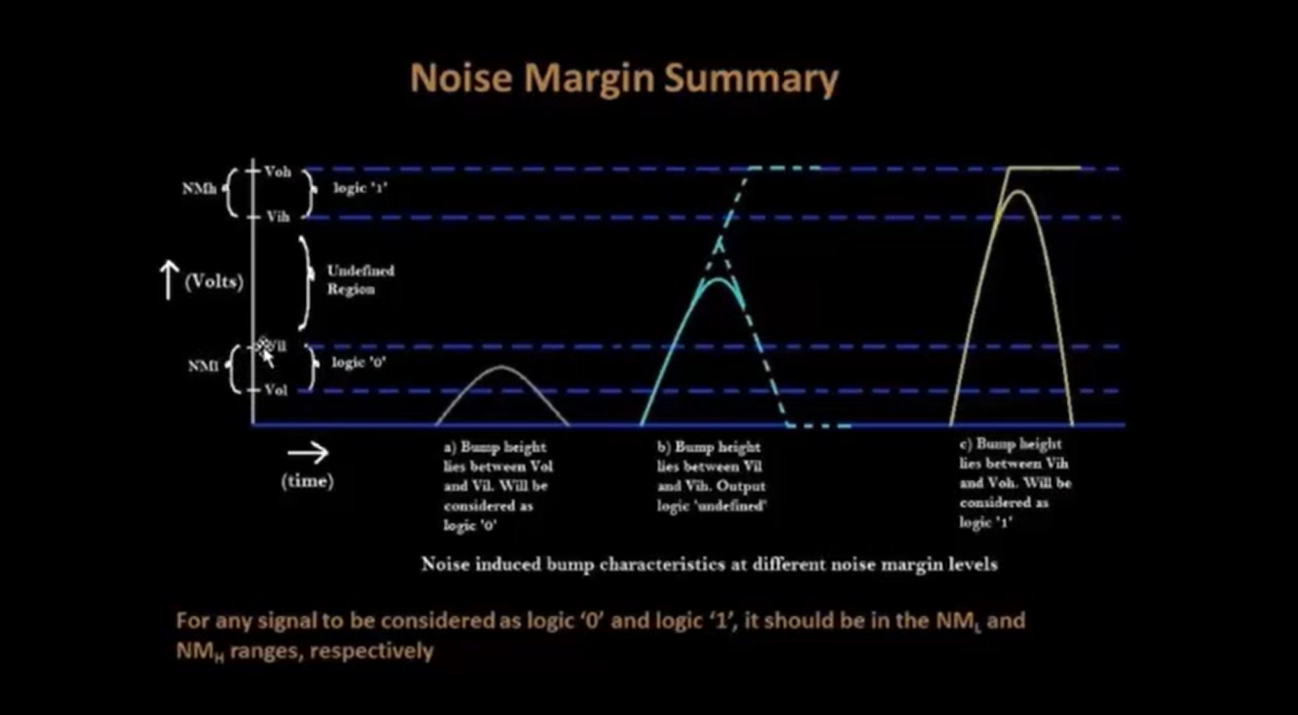 Noise Margin Summary
Voh
NMh
logic '1'
Vih
Undefined
Region
(Volts)
Vil
NMl
logic '0'
Vol
(time)
a) Bump height
lies between Vol
and Vil. Will be
considered as
logic '0'
b) Bump height
lies between Vil
and Vih. Output
logic 'undefined'
c) Bump height
lies between Vih
and Voh. Will be
considered as
logic '1'
Noise induced bump characteristics at different noise margin levels
For any signal to be considered as logic ‘0’ and logic ‘1’, it should be in the NML and
NMH ranges, respectively